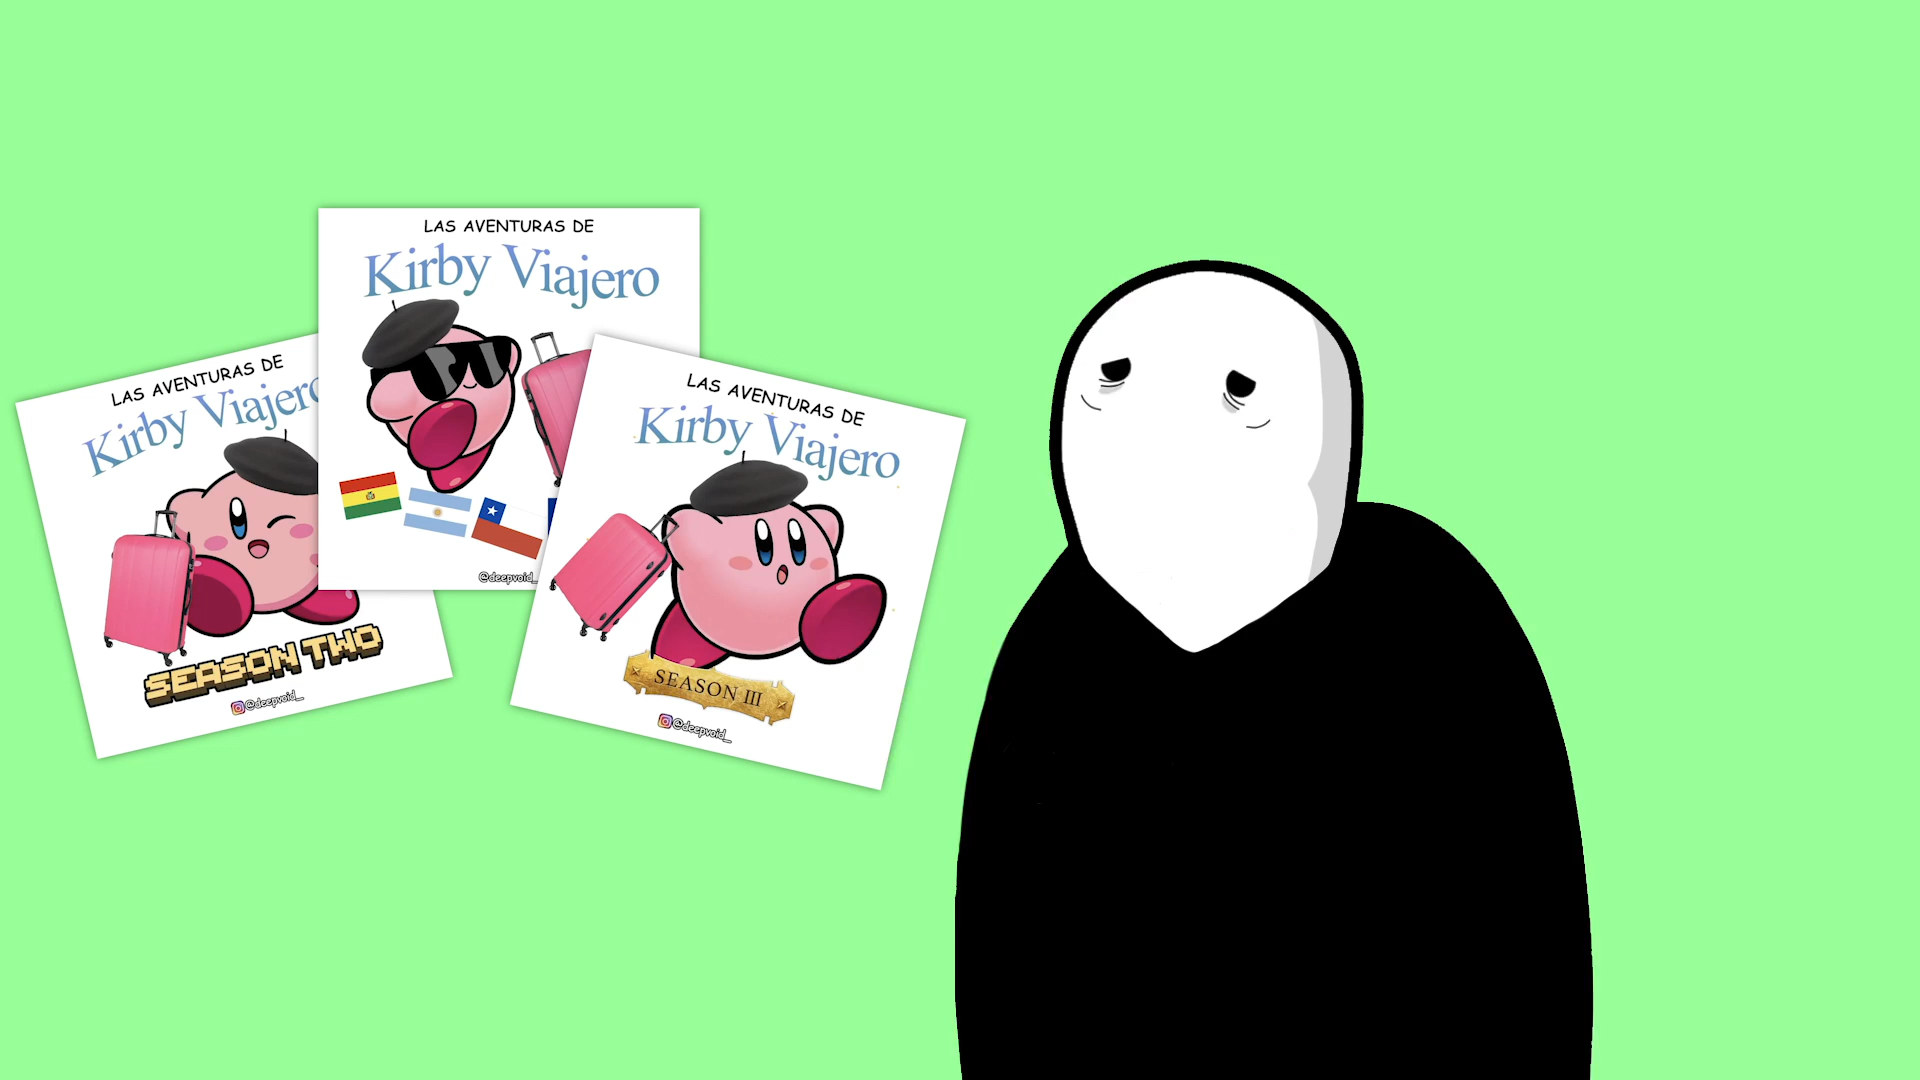 LAS AVENTURAS DE
Kirby Viajero
SEASON TWO
@deepvoid_
LAS AVENTURAS DE
Kirby Viajero
@deepvoid_
LAS AVENTURAS DE
Kirby Viajero
SEASON III
@deepvoid_